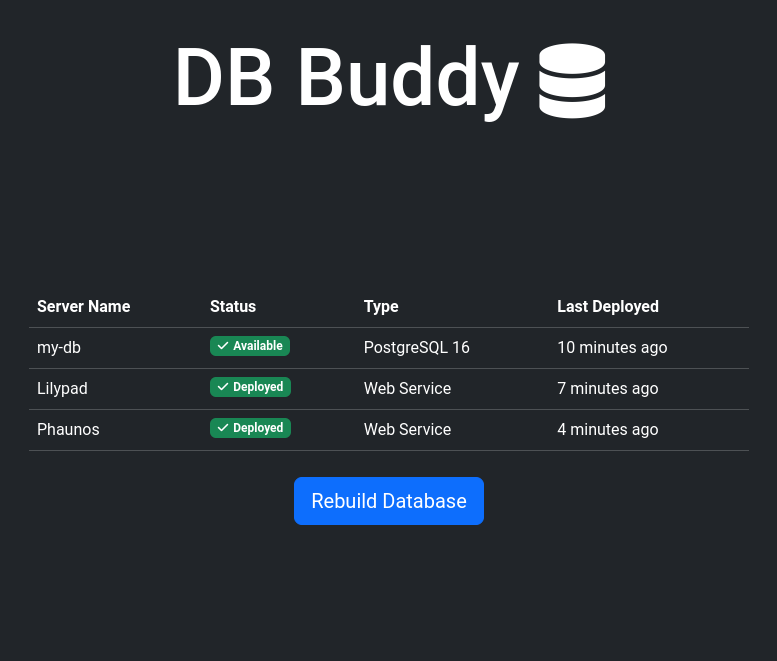 DB Buddy
Server Name Status Type Last Deployed
my-db Available PostgreSQL 16 10 minutes ago
Lilypad Deployed Web Service 7 minutes ago
Phaunos Deployed Web Service 4 minutes ago
Rebuild Database